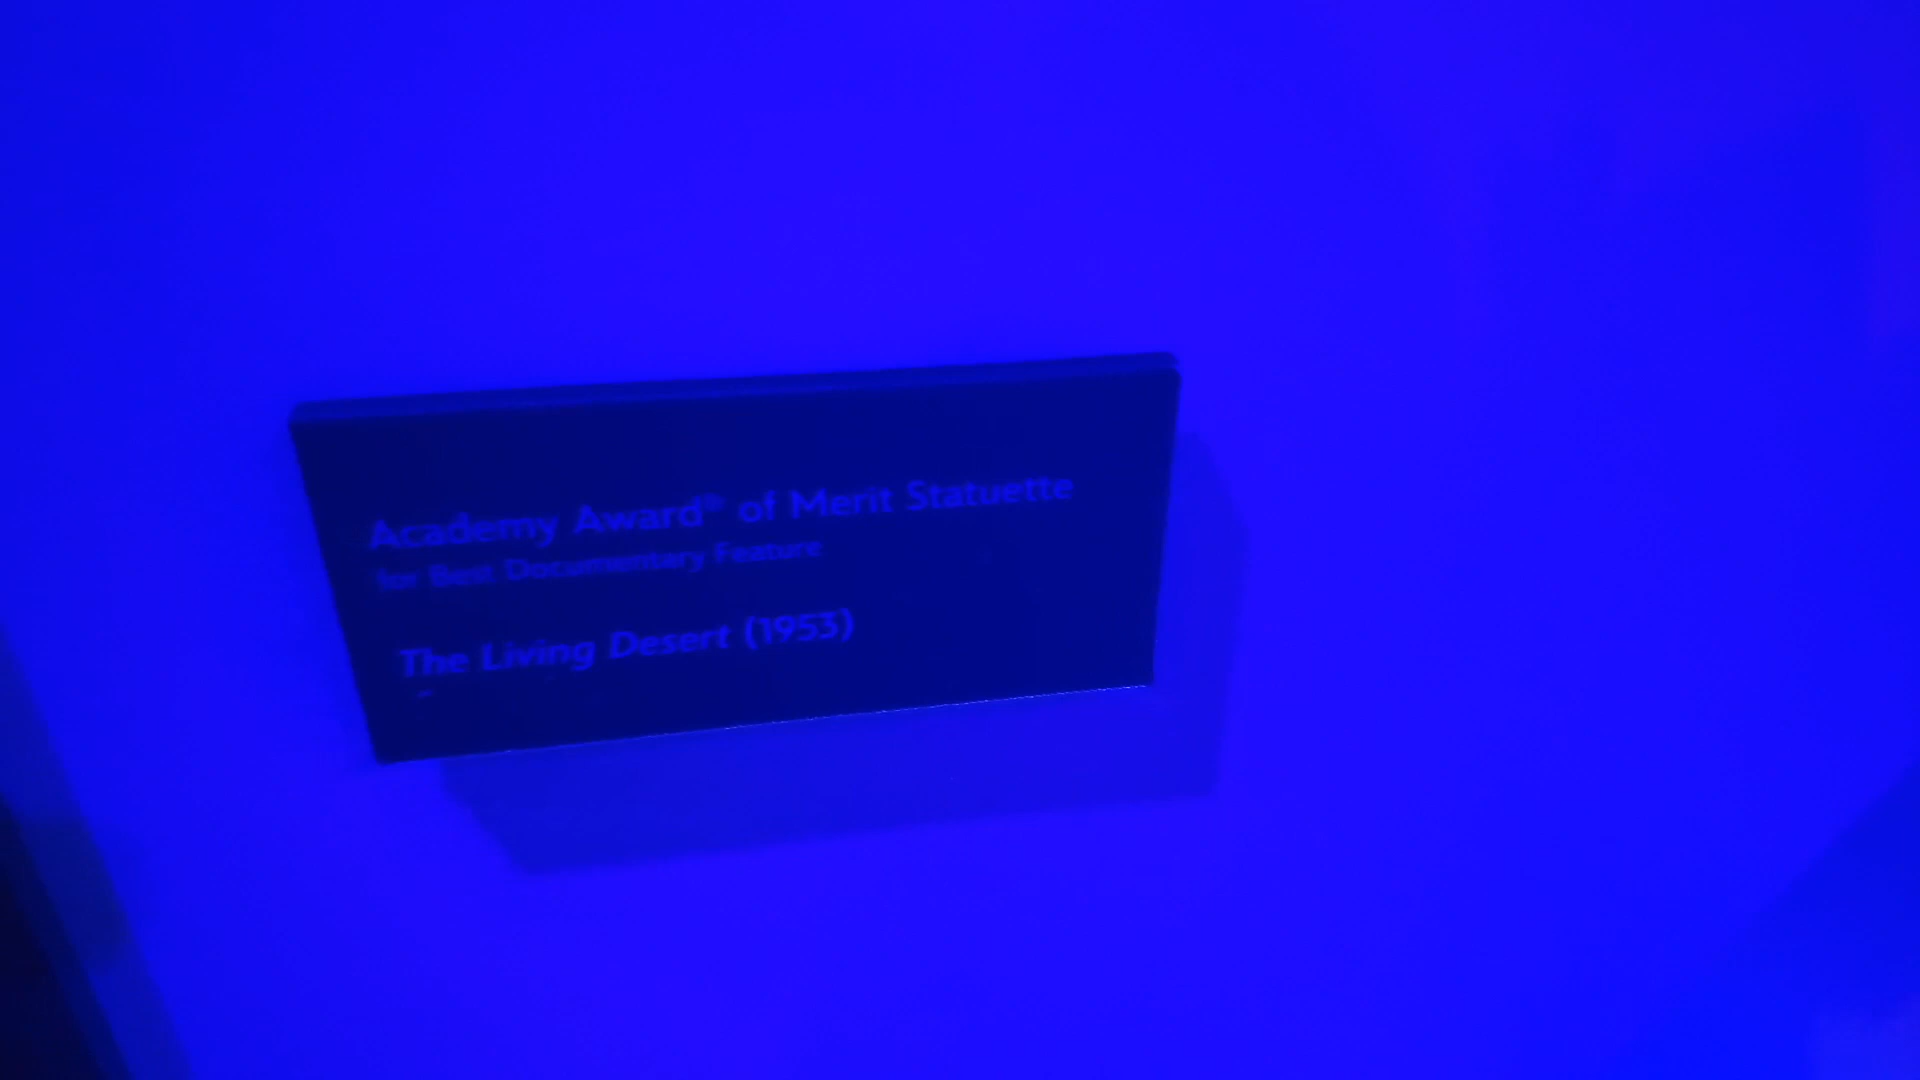 Academy Award® of Merit Statuette
for Best Documentary Feature
The Living Desert (1953)